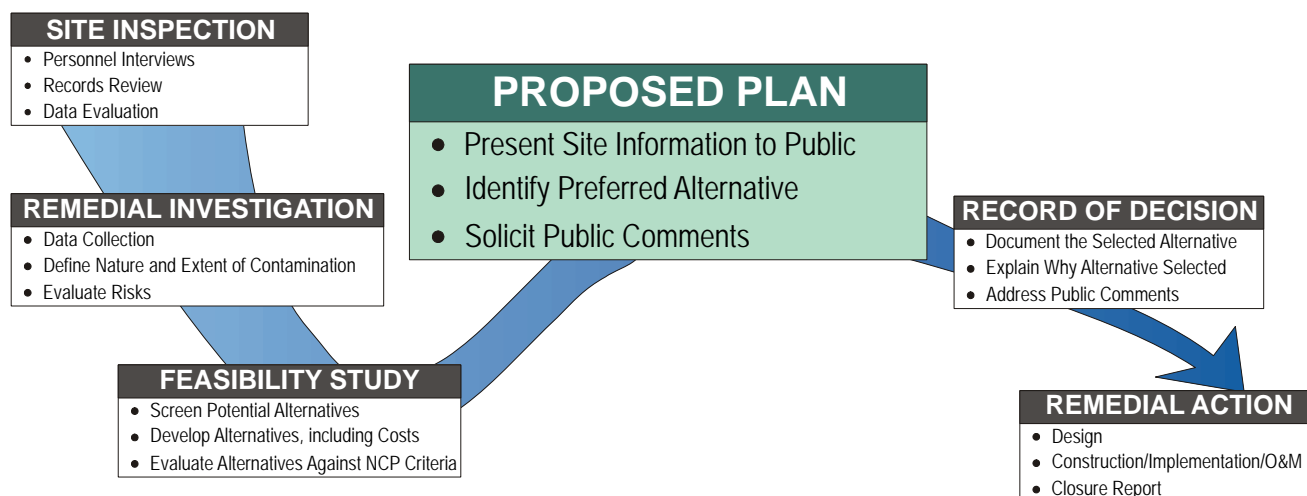 SITE INSPECTION
• Personnel Interviews
• Records Review
• Data Evaluation
REMEDIAL INVESTIGATION
• Data Collection
• Define Nature and Extent of Contamination
• Evaluate Risks
FEASIBILITY STUDY
• Screen Potential Alternatives
• Develop Alternatives, including Costs
• Evaluate Alternatives Against NCP Criteria
PROPOSED PLAN
• Present Site Information to Public
• Identify Preferred Alternative
• Solicit Public Comments
RECORD OF DECISION
• Document the Selected Alternative
• Explain Why Alternative Selected
• Address Public Comments
REMEDIAL ACTION
• Design
• Construction/Implementation/O&M
• Closure Report